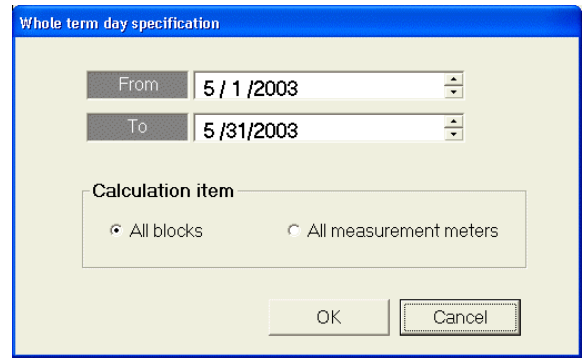 Whole term day specification
From 5 / 1 /2003
To 5 /31/2003
Calculation item
All blocks All measurement meters
OK Cancel